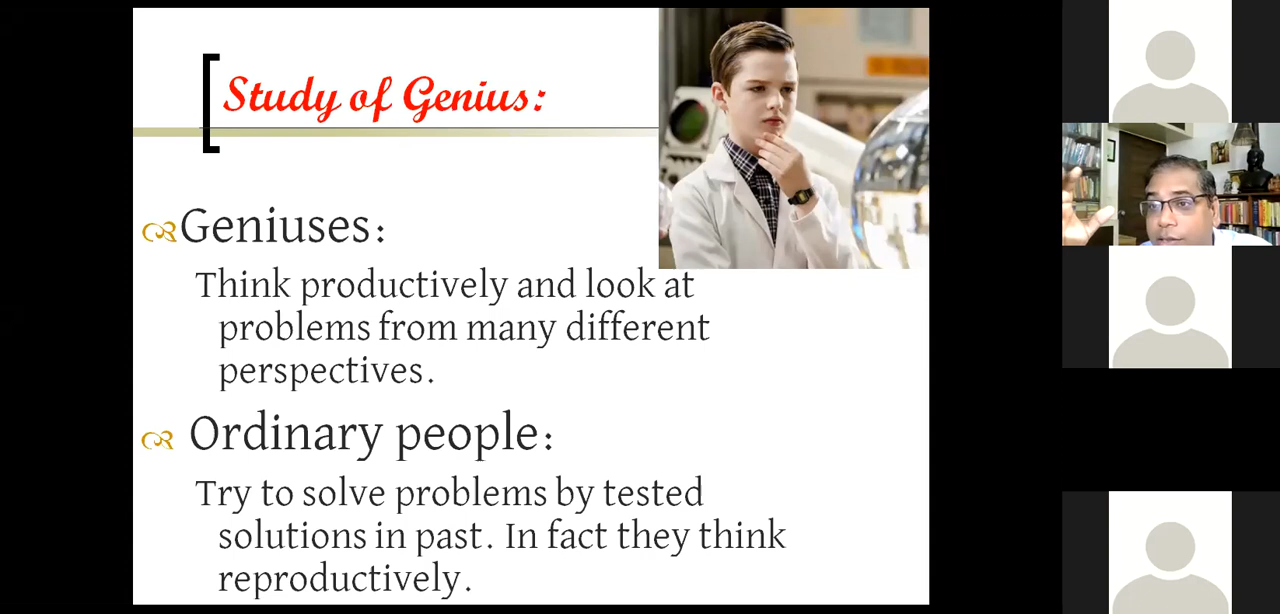 Study of Genius:
Geniuses:
Think productively and look at
problems from many different
perspectives.
Ordinary people:
Try to solve problems by tested
solutions in past. In fact they think
reproductively.